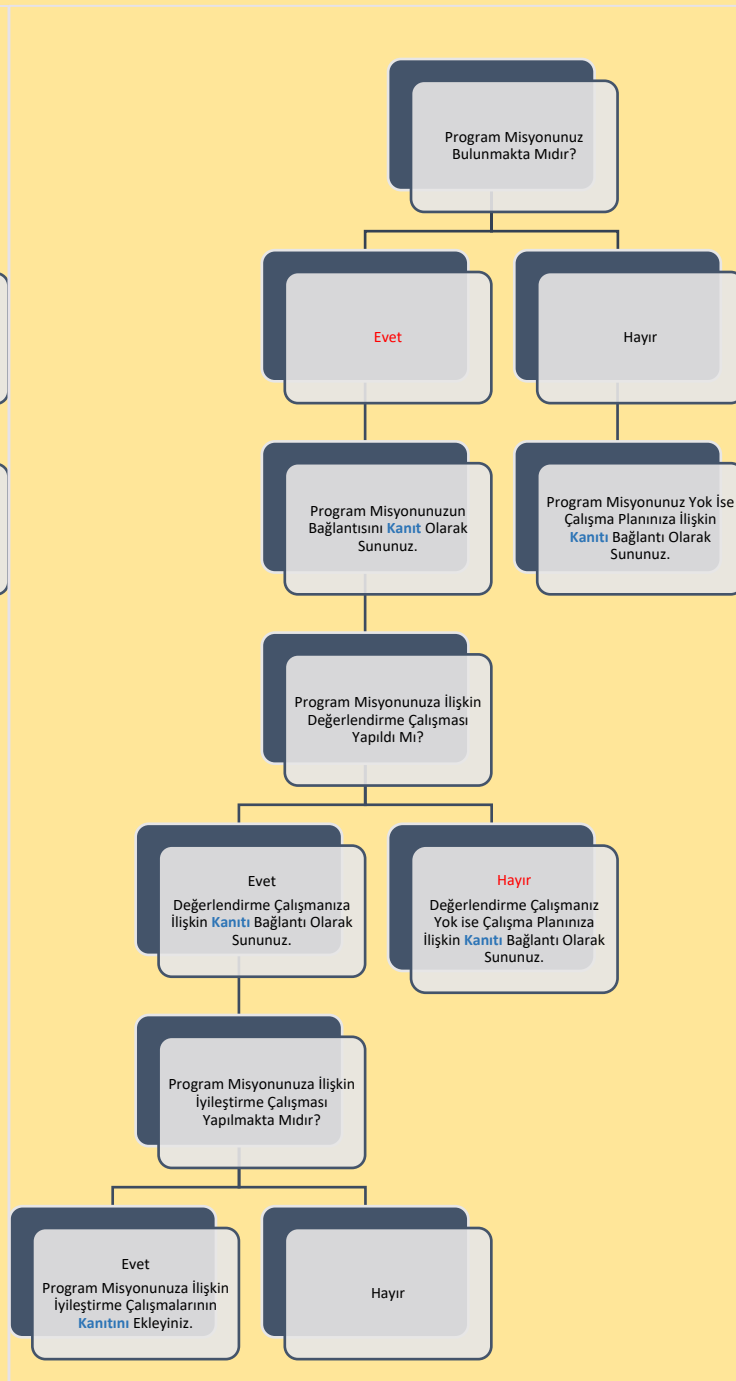 Program Misyonunuz
Bulunmakta Mıdır?
Evet
Hayır
Program Misyonunuzun
Bağlantısını Kanıt Olarak
Sununuz.
Program Misyonunuz Yok İse
Çalışma Planınıza İlişkin
Kanıtı Bağlantı Olarak
Sununuz.
Program Misyonunuza İlişkin
Değerlendirme Çalışması
Yapıldı Mı?
Evet
Değerlendirme Çalışmanıza
İlişkin Kanıtı Bağlantı Olarak
Sununuz.
Hayır
Değerlendirme Çalışmanız
Yok ise Çalışma Planınıza
İlişkin Kanıtı Bağlantı Olarak
Sununuz.
Program Misyonunuza İlişkin
İyileştirme Çalışması
Yapılmakta Mıdır?
Evet
Program Misyonunuza İlişkin
İyileştirme Çalışmalarının
Kanıtını Ekleyiniz.
Hayır